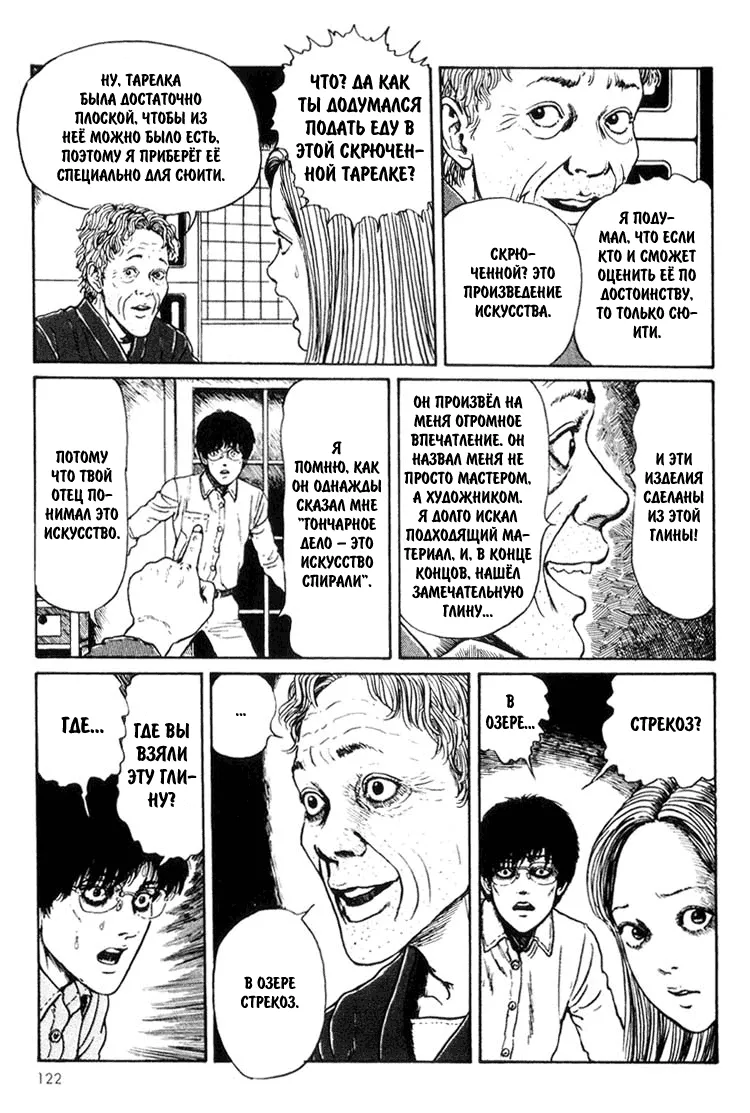 НУ, ТАРЕЛКА
БЫЛА ДОСТАТОЧНО
ПЛОСКОЙ, ЧТОБЫ ИЗ
НЕЁ МОЖНО БЫЛО ЕСТЬ,
ПОЭТОМУ Я ПРИБЕРЁГ ЕЁ
СПЕЦИАЛЬНО ДЛЯ СЮИТИ.
ЧТО? ДА КАК
ТЫ ДОДУМАЛСЯ
ПОДАТЬ ЕДУ В
ЭТОЙ СКРЮЧЕН-
НОЙ ТАРЕЛКЕ?
СКРЮ-
ЧЕННОЙ? ЭТО
ПРОИЗВЕДЕНИЕ
ИСКУССТВА.
Я ПОДУ-
МАЛ, ЧТО ЕСЛИ
КТО И СМОЖЕТ
ОЦЕНИТЬ ЕЁ ПО
ДОСТОИНСТВУ,
ТО ТОЛЬКО СЮ-
ИТИ.
ПОТОМУ
ЧТО ТВОЙ
ОТЕЦ ПО-
НИМАЛ ЭТО
ИСКУССТВО.
Я
ПОМНЮ, КАК
ОН ОДНАЖДЫ
СКАЗАЛ МНЕ
"ТОНЧАРНОЕ
ДЕЛО – ЭТО
ИСКУССТВО
СПИРАЛИ".
ОН ПРОИЗВЁЛ НА
МЕНЯ ОГРОМНОЕ
ВПЕЧАТЛЕНИЕ. ОН
НАЗВАЛ МЕНЯ НЕ
ПРОСТО МАСТЕРОМ,
А ХУДОЖНИКОМ.
Я ДОЛГО ИСКАЛ
ПОДХОДЯЩИЙ МА-
ТЕРИАЛ, И, В КОНЦЕ
КОНЦОВ, НАШЁЛ
ЗАМЕЧАТЕЛЬНУЮ
ГЛИНУ...
И ЭТИ
ИЗДЕЛИЯ
СДЕЛАНЫ
ИЗ ЭТОЙ
ГЛИНЫ!
ГДЕ...
ГДЕ ВЫ
ВЗЯЛИ
ЭТУ ГЛИ-
НУ?
...
В ОЗЕРЕ
СТРЕКОЗ.
В
ОЗЕРЕ...
СТРЕКОЗ?
122